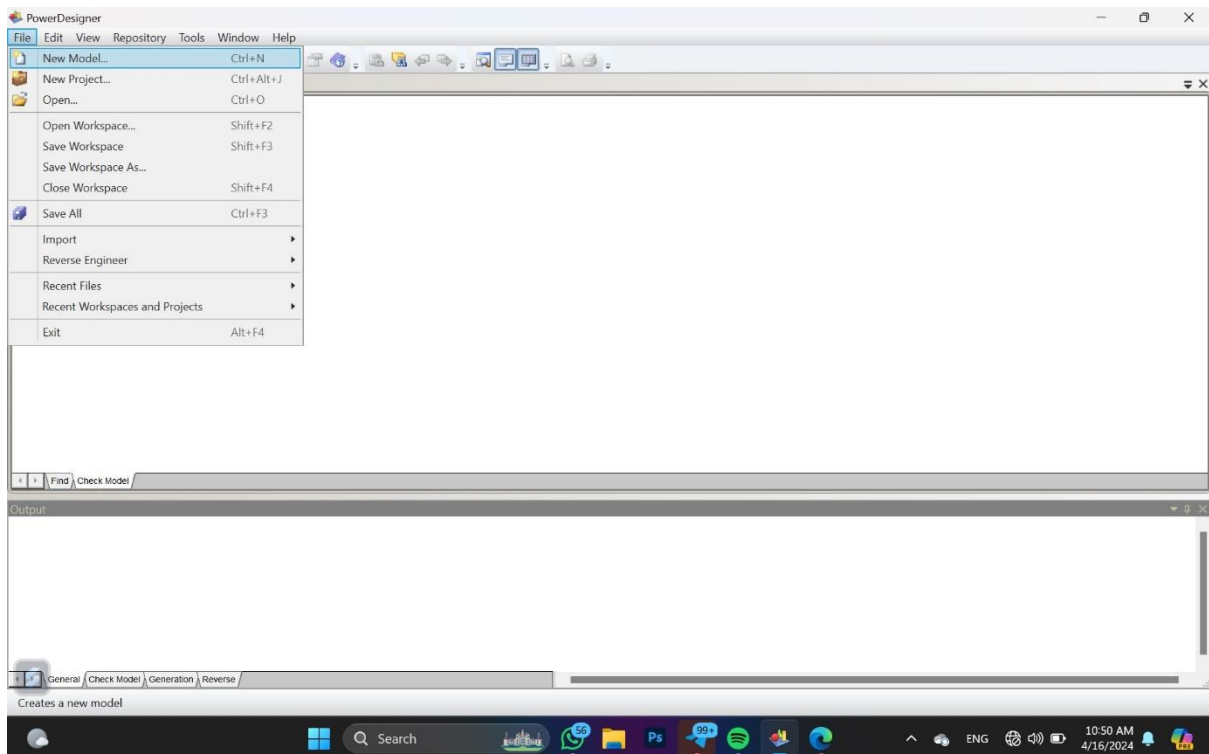 PowerDesigner
File Edit View Repository Tools Window Help
New Model... Ctrl+N
New Project... Ctrl+Alt+J
Open... Ctrl+O
Open Workspace... Shift+F2
Save Workspace Shift+F3
Save Workspace As...
Close Workspace Shift+F4
Save All Ctrl+F3
Import
Reverse Engineer
Recent Files
Recent Workspaces and Projects
Exit Alt+F4
Find Check Model
Output
General Check Model Generation Reverse
Creates a new model
Search 56 Ps 99+ ENG 10:50 AM
4/16/2024 PRE